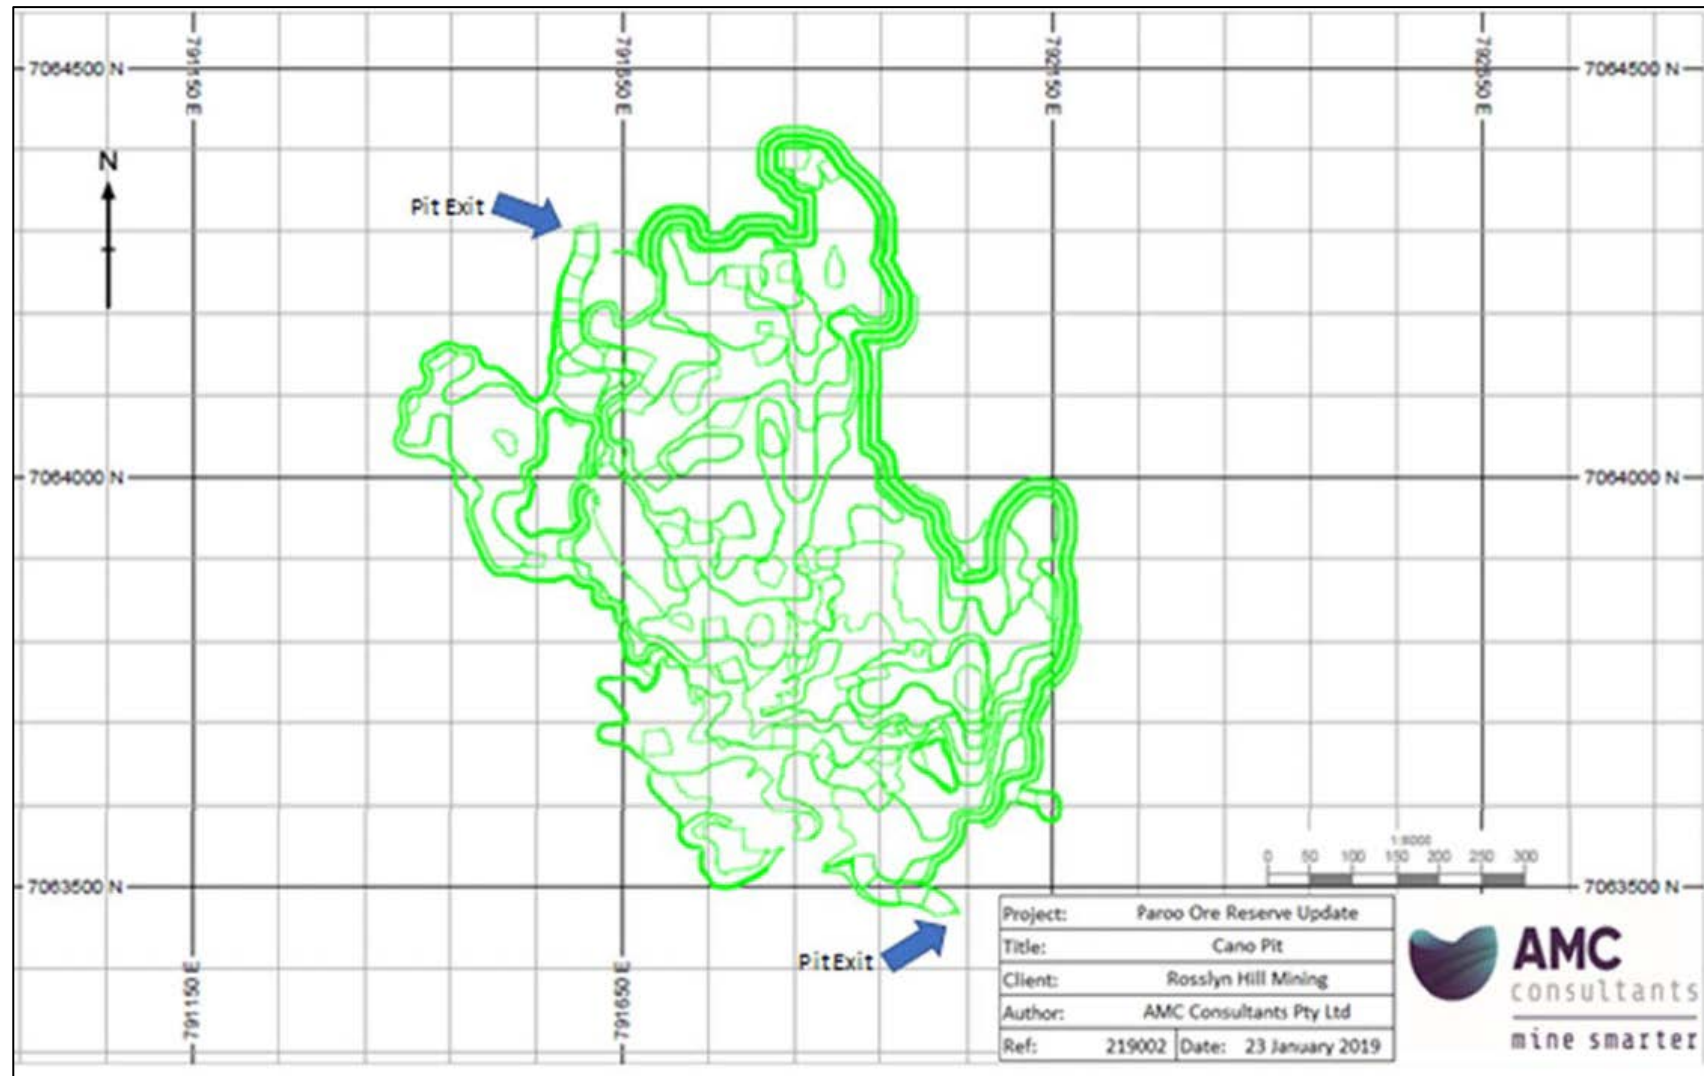 791150 E 791650 E 792150 E 792650 E
7064500 N 7064500 N
N
Pit Exit
7064000 N 7064000 N
1:8000
0 50 100 150 200 250 300
7063500 N 7063500 N
Project: Paroo Ore Reserve Update
Title: Cano Pit
Client: Rosslyn Hill Mining
Author: AMC Consultants Pty Ltd
Ref: 219002 Date: 23 January 2019
Pit Exit
791150 E 791650 E
AMC
consultants
mine smarter